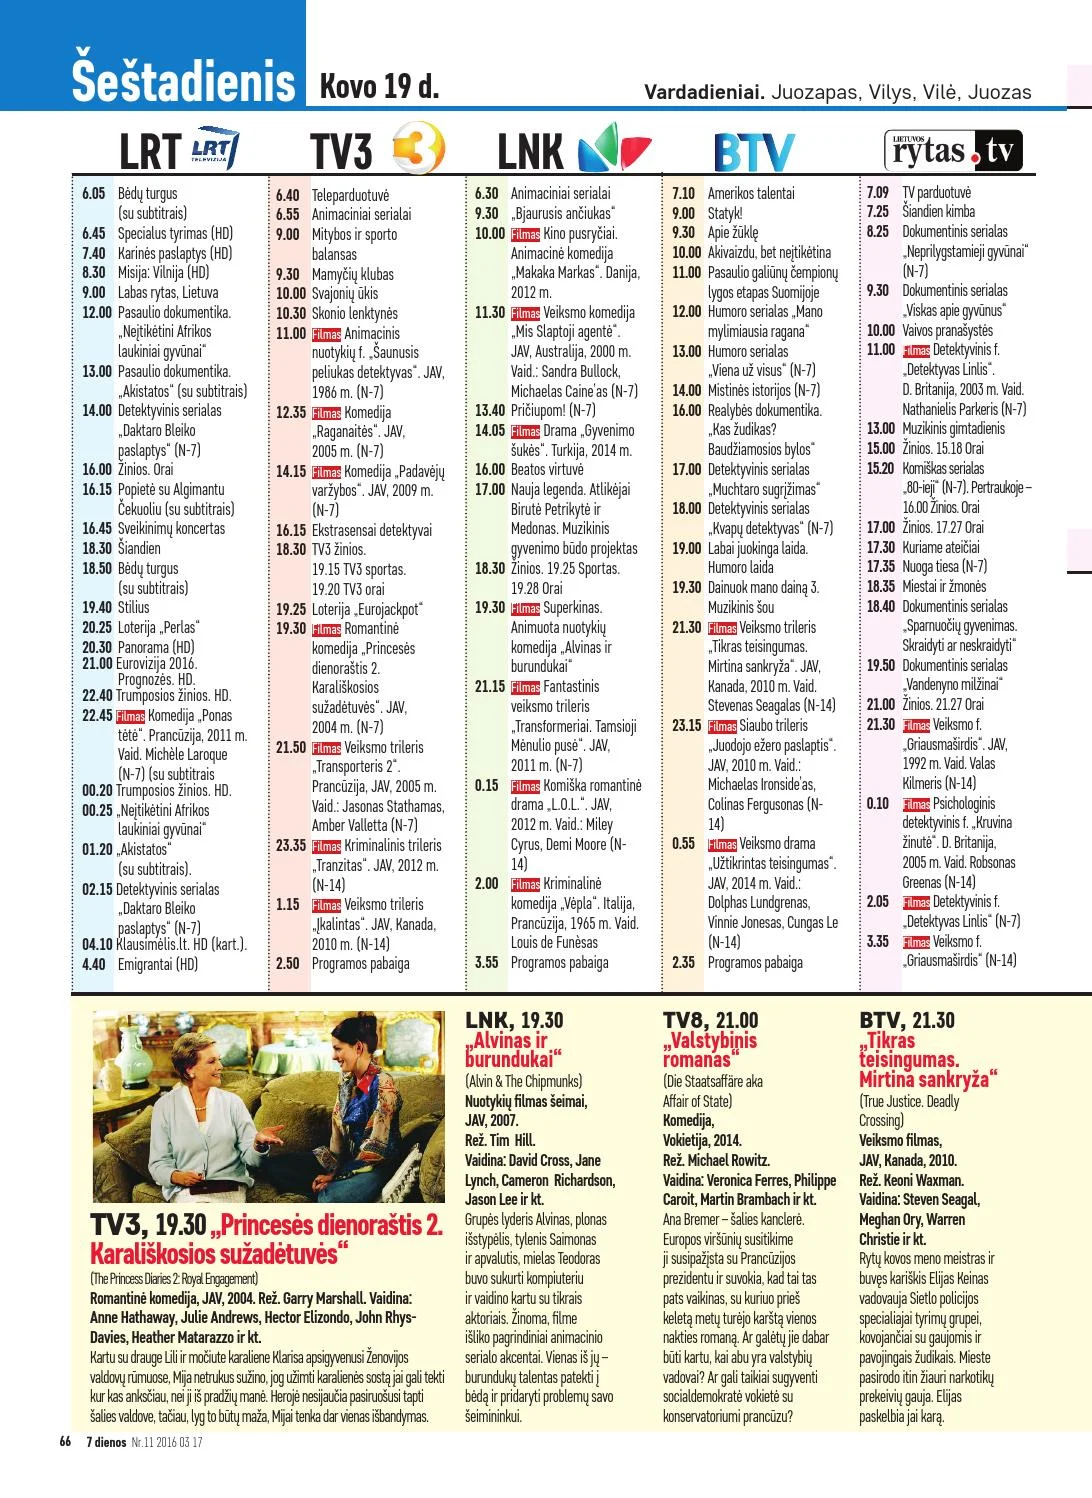 Šeštadienis
Kovo 19 d.
Vardadieniai. Juozapas, Vilys, Vilė, Juozas
LRT
LRT
TELEVIZIJA
6.05 Bėdų turgus
(su subtitrais)
6.45 Specialus tyrimas (HD)
7.40 Karinės paslaptys (HD)
8.30 Misija: Vilnija (HD)
9.00 Labas rytas, Lietuva
12.00 Pasaulio dokumentika.
„Neįtikėtini Afrikos
laukiniai gyvūnai“
13.00 Pasaulio dokumentika.
„Akistatos“ (su subtitrais)
14.00 Detektyvinis serialas
„Daktaro Bleiko
paslaptys“ (N-7)
16.00 Žinios. Orai
16.15 Popietė su Algimantu
Čekuoliu (su subtitrais)
16.45 Sveikinimų koncertas
18.30 Šiandien
18.50 Bėdų turgus
(su subtitrais)
19.40 Stilius
20.25 Loterija „Perlas“
20.30 Panorama (HD)
21.00 Eurovizija 2016.
Prognozės. HD.
22.40 Trumposios žinios. HD.
22.45 Filmas Komedija „Ponas
tėtė“. Prancūzija, 2011 m.
Vaid. Michèle Laroque
(N-7) (su subtitrais
00.20 Trumposios žinios. HD.
00.25 „Neįtikėtini Afrikos
laukiniai gyvūnai“
01.20 „Akistatos“
(su subtitrais).
02.15 Detektyvinis serialas
„Daktaro Bleiko
paslaptys“ (N-7)
04.10 Klausimėlis.lt. HD (kart.).
4.40 Emigrantai (HD)
TV3
3
6.40 Teleparduotuvė
6.55 Animaciniai serialai
9.00 Mitybos ir sporto
balansas
9.30 Mamyčių klubas
10.00 Svajonių ūkis
10.30 Skonio lenktynės
11.00 Filmas Animacinis
nuotykių f. „Šaunusis
peliukas detektyvas“. JAV,
1986 m. (N-7)
12.35 Filmas Komedija
„Raganaitės“. JAV,
2005 m. (N-7)
14.15 Filmas Komedija „Padavėjų
varžybos“. JAV, 2009 m.
(N-7)
16.15 Ekstrasensai detektyvai
18.30 TV3 žinios.
19.15 TV3 sportas.
19.20 TV3 orai
19.25 Loterija „Eurojackpot“
19.30 Filmas Romantinė
komedija „Princesės
dienoraštis 2.
Karališkosios
sužadėtuvės“. JAV,
2004 m. (N-7)
21.50 Filmas Veiksmo trileris
„Transporteris 2“.
Prancūzija, JAV, 2005 m.
Vaid.: Jasonas Stathamas,
Amber Valletta (N-7)
23.35 Filmas Kriminalinis trileris
„Tranzitas“. JAV, 2012 m.
(N-14)
1.15 Filmas Veiksmo trileris
„Įkalintas“. JAV, Kanada,
2010 m. (N-14)
2.50 Programos pabaiga
LNK
6.30 Animaciniai serialai
9.30 „Bjaurusis ančiukas“
10.00 Filmas Kino pusryčiai.
Animacinė komedija
„Makaka Markas“. Danija,
2012 m.
11.30 Filmas Veiksmo komedija
„Mis Slaptoji agentė“.
JAV, Australija, 2000 m.
Vaid.: Sandra Bullock,
Michaelas Caine'as (N-7)
13.40 Pričiupom! (N-7)
14.05 Filmas Drama „Gyvenimo
šukės“. Turkija, 2014 m.
16.00 Beatos virtuvė
17.00 Nauja legenda. Atlikėjai
Birutė Petrikytė ir
Medonas. Muzikinis
gyvenimo būdo projektas
18.30 Žinios. 19.25 Sportas.
19.28 Orai
19.30 Filmas Superkinas.
Animuota nuotykių
komedija „Alvinas ir
burundukai“
21.15 Filmas Fantastinis
veiksmo trileris
„Transformeriai. Tamsioji
Mėnulio pusė“. JAV,
2011 m. (N-7)
0.15 Filmas Komiška romantinė
drama „L.O.L.“. JAV,
2012 m. Vaid.: Miley
Cyrus, Demi Moore (N-
14)
2.00 Filmas Kriminalinė
komedija „Vėpla“. Italija,
Prancūzija, 1965 m. Vaid.
Louis de Funèsas
3.55 Programos pabaiga
BTV
7.10 Amerikos talentai
9.00 Statyk!
9.30 Apie žūklę
10.00 Akivaizdu, bet neįtikėtina
11.00 Pasaulio galiūnų čempionų
lygos etapas Suomijoje
12.00 Humoro serialas „Mano
mylimiausia ragana“
13.00 Humoro serialas
„Viena už visus“ (N-7)
14.00 Mistinės istorijos (N-7)
16.00 Realybės dokumentika.
„Kas žudikas?
Baudžiamosios bylos“
17.00 Detektyvinis serialas
„Muchtaro sugrįžimas“
18.00 Detektyvinis serialas
„Kvapų detektyvas“ (N-7)
19.00 Labai juokinga laida.
Humoro laida
19.30 Dainuok mano dainą 3.
Muzikinis šou
21.30 Filmas Veiksmo trileris
„Tikras teisingumas.
Mirtina sankryža“. JAV,
Kanada, 2010 m. Vaid.
Stevenas Seagalas (N-14)
23.15 Filmas Siaubo trileris
„Juodojo ežero paslaptis“.
JAV, 2010 m. Vaid.:
Michaelas Ironside'as,
Colinas Fergusonas (N-
14)
0.55 Filmas Veiksmo drama
„Užtikrintas teisingumas“.
JAV, 2014 m. Vaid.:
Dolphas Lundgrenas,
Vinnie Jonesas, Cungas Le
(N-14)
2.35 Programos pabaiga
LIETUVOS
rytas.tv
7.09 TV parduotuvė
7.25 Šiandien kimba
8.25 Dokumentinis serialas
„Neprilygstamieji gyvūnai“
(N-7)
9.30 Dokumentinis serialas
„Viskas apie gyvūnus“
10.00 Vaivos pranašystės
11.00 Filmas Detektyvinis f.
„Detektyvas Linlis“.
D. Britanija, 2003 m. Vaid.
Nathanielis Parkeris (N-7)
13.00 Muzikinis gimtadienis
15.00 Žinios. 15.18 Orai
15.20 Komiškas serialas
„80-ieji“ (N-7). Pertraukoje –
16.00 Žinios. Orai
17.00 Žinios. 17.27 Orai
17.30 Kuriame ateičiai
17.35 Nuoga tiesa (N-7)
18.35 Miestai ir žmonės
18.40 Dokumentinis serialas
„Sparnuočių gyvenimas.
Skraidyti ar neskraidyti“
19.50 Dokumentinis serialas
„Vandenyno milžinai“
21.00 Žinios. 21.27 Orai
21.30 Filmas Veiksmo f.
„Griausmaširdis“. JAV,
1992 m. Vaid. Valas
Kilmeris (N-14)
0.10 Filmas Psichologinis
detektyvinis f. „Kruvina
žinutė“. D. Britanija,
2005 m. Vaid. Robsonas
Greenas (N-14)
2.05 Filmas Detektyvinis f.
„Detektyvas Linlis“ (N-7)
3.35 Filmas Veiksmo f.
„Griausmaširdis“ (N-14)
TV3, 19.30 „Princesės dienoraštis 2.
Karališkosios sužadėtuvės“
(The Princess Diaries 2: Royal Engagement)
Romantinė komedija, JAV, 2004. Rež. Garry Marshall. Vaidina:
Anne Hathaway, Julie Andrews, Hector Elizondo, John Rhys-
Davies, Heather Matarazzo ir kt.
Kartu su drauge Lili ir močiute karaliene Klarisa apsigyvenusi Ženovijos
valdovų rūmuose, Mija netrukus sužino, jog užimti karalienės sostą jai gali tekti
kur kas anksčiau, nei ji iš pradžių manė. Herojė nesijaučia pasiruošusi tapti
šalies valdove, tačiau, lyg to būtų maža, Mijai tenka dar vienas išbandymas.
LNK, 19.30
„Alvinas ir
burundukai“
(Alvin & The Chipmunks)
Nuotykių filmas šeimai,
JAV, 2007.
Rež. Tim Hill.
Vaidina: David Cross, Jane
Lynch, Cameron Richardson,
Jason Lee ir kt.
Grupės lyderis Alvinas, plonas
išstypėlis, tylenis Saimonas
ir apvalutis, mielas Teodoras
buvo sukurti kompiuteriu
ir vaidino kartu su tikrais
aktoriais. Žinoma, filme
išliko pagrindiniai animacinio
serialo akcentai. Vienas iš jų –
burundukų talentas patekti į
bėdą ir pridaryti problemų savo
šeimininkui.
TV8, 21.00
„Valstybinis
romanas“
(Die Staatsaffäre aka
Affair of State)
Komedija,
Vokietija, 2014.
Rež. Michael Rowitz.
Vaidina: Veronica Ferres, Philippe
Caroit, Martin Brambach ir kt.
Ana Bremer – šalies kanclerė.
Europos viršūnių susitikime
ji susipažįsta su Prancūzijos
prezidentu ir suvokia, kad tai tas
pats vaikinas, su kuriuo prieš
keletą metų turėjo karštą vienos
nakties romaną. Ar galėtų jie dabar
būti kartu, kai abu yra valstybių
vadovai? Ar gali taikiai sugyventi
socialdemokratė vokietė su
konservatoriumi prancūzu?
BTV, 21.30
„Tikras
teisingumas.
Mirtina sankryža“
(True Justice. Deadly
Crossing)
Veiksmo filmas,
JAV, Kanada, 2010.
Rež. Keoni Waxman.
Vaidina: Steven Seagal,
Meghan Ory, Warren
Christie ir kt.
Rytų kovos meno meistras ir
buvęs kariškis Elijas Keinas
vadovauja Sietlo policijos
specialiajai tyrimų grupei,
kovojančiai su gaujomis ir
pavojingais žudikais. Mieste
pasirodo itin žiauri narkotikų
prekeivių gauja. Elijas
paskelbia jai karą.
66 7 dienos Nr.11 2016 03 17